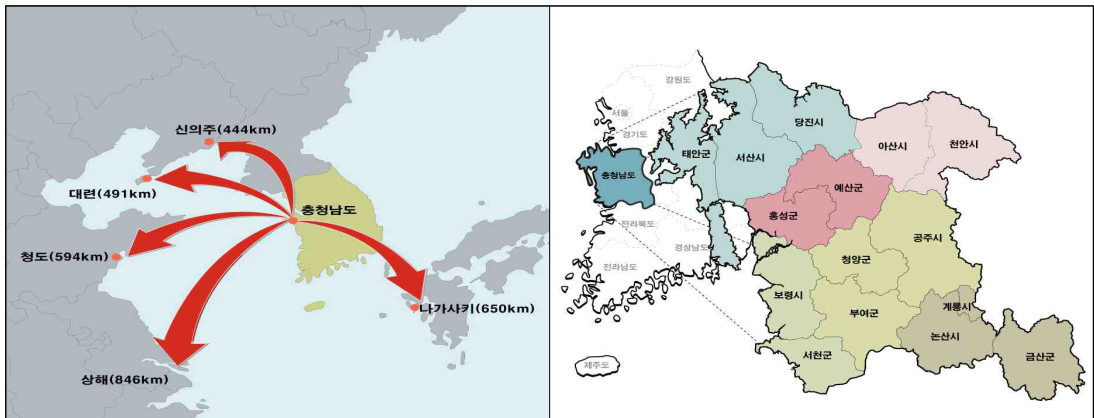 신의주(444km)
대련(491km)
충청남도
청도(594km)
나가사키(650km)
상해(846km)
강원도
서울
경기도
충청남도
전라북도
경상남도
전라남도
제주도
당진시
아산시
천안시
태안군
서산시
예산군
홍성군
공주시
청양군
보령시
부여군
계룡시
논산시
서천군
금산군